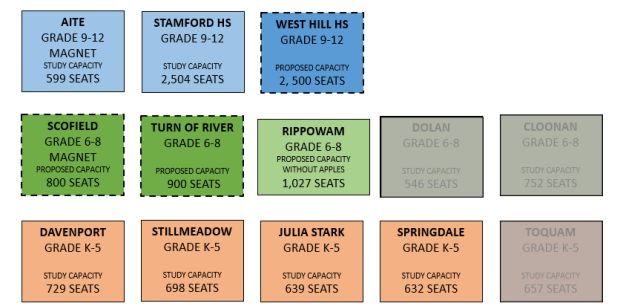 AITE
GRADE 9-12
MAGNET
STUDY CAPACITY
599 SEATS
STAMFORD HS
GRADE 9-12
STUDY CAPACITY
2,504 SEATS
WEST HILL HS
GRADE 9-12
PROPOSED CAPACITY
2, 500 SEATS
SCOFIELD
GRADE 6-8
MAGNET
PROPOSED CAPACITY
800 SEATS
TURN OF RIVER
GRADE 6-8
PROPOSED CAPACITY
900 SEATS
RIPPOWAM
GRADE 6-8
PROPOSED CAPACITY
WITHOUT APPLES
1,027 SEATS
DOLAN
GRADE 6-8
STUDY CAPACITY
546 SEATS
CLOONAN
GRADE 6-8
STUDY CAPACITY
752 SEATS
DAVENPORT
GRADE K-5
STUDY CAPACITY
729 SEATS
STILLMEADOW
GRADE K-5
STUDY CAPACITY
698 SEATS
JULIA STARK
GRADE K-5
STUDY CAPACITY
639 SEATS
SPRINGDALE
GRADE K-5
STUDY CAPACITY
632 SEATS
TOQUAM
GRADE K-5
STUDY CAPACITY
657 SEATS